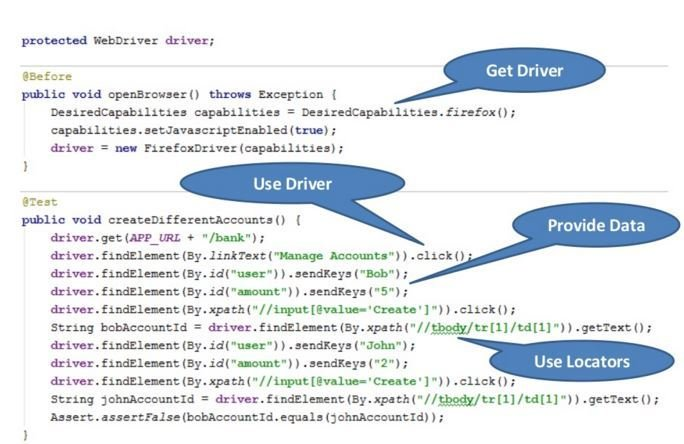 protected WebDriver driver;
@Before
public void openBrowser() throws Exception {
DesiredCapabilities capabilities = DesiredCapabilities.firefox();
capabilities.setJavascriptEnabled(true);
driver = new FirefoxDriver(capabilities);
}
Get Driver
@Test
public void createDifferentAccounts() {
driver.get(APP_URL + "/bank");
driver.findElement(By.linkText("Manage Accounts")).click();
driver.findElement(By.id("user")).sendKeys("Bob");
driver.findElement(By.id("amount")).sendKeys("5");
driver.findElement(By.xpath("//input[@value='Create']")).click();
String bobAccountId = driver.findElement(By.xpath("//tbody/tr[1]/td[1]")).getText();
driver.findElement(By.id("user")).sendKeys("John");
driver.findElement(By.id("amount")).sendKeys("2");
driver.findElement(By.xpath("//input[@value='Create']")).click();
String johnAccountId = driver.findElement(By.xpath("//tbody/tr[1]/td[1]")).getText();
Assert.assertFalse(bobAccountId.equals(johnAccountId));
}
Use Driver
Provide Data
Use Locators